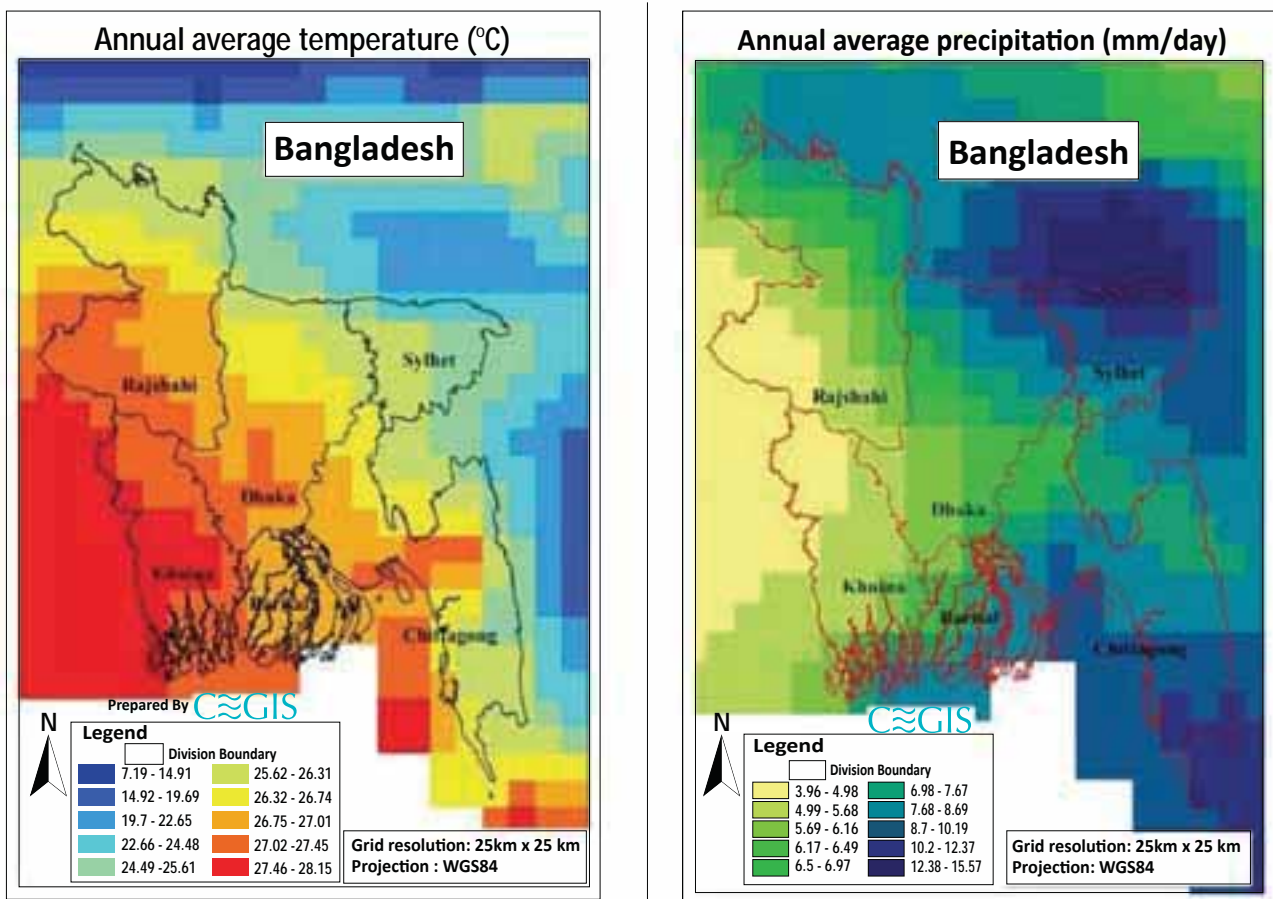 Annual average temperature (°C)
Bangladesh
Sylhet
Rajshahi
Dhaka
Khulna
Barisal
Chittagong
Prepared By CEGIS
N
Legend
Division Boundary
7.19 - 14.91
14.92 - 19.69
19.7 - 22.65
22.66 - 24.48
24.49 -25.61
25.62 - 26.31
26.32 - 26.74
26.75 - 27.01
27.02 - 27.45
27.46 - 28.15
Grid resolution: 25km x 25 km
Projection : WGS84
Annual average precipitation (mm/day)
Bangladesh
Sylhet
Rajshahi
Dhaka
Khulna
Barisal
Chittagong
CEGIS
N
Legend
Division Boundary
3.96 - 4.98
4.99 - 5.68
5.69 - 6.16
6.17 - 6.49
6.5 - 6.97
6.98 - 7.67
7.68 - 8.69
8.7 - 10.19
10.2 - 12.37
12.38 - 15.57
Grid resolution: 25km x 25 km
Projection: WGS84